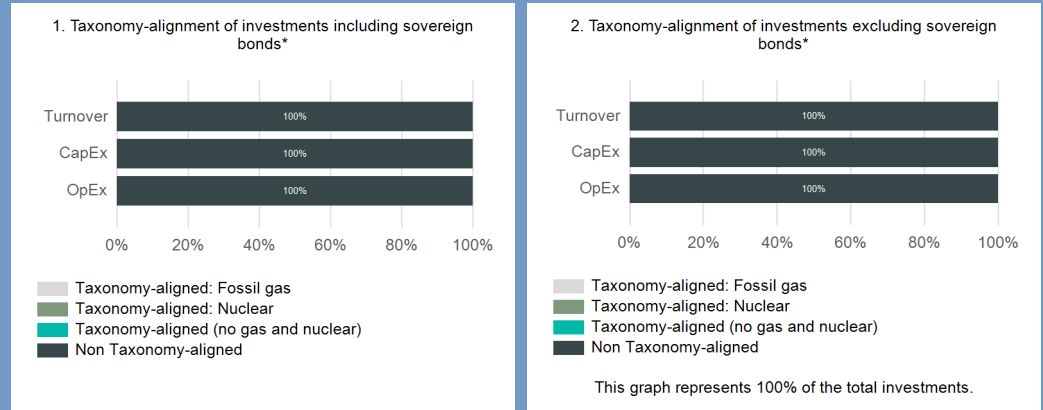 1. Taxonomy-alignment of investments including sovereign
bonds*
Turnover
100%
CapEx
100%
OpEx
100%
0% 20% 40% 60% 80% 100%
Taxonomy-aligned: Fossil gas
Taxonomy-aligned: Nuclear
Taxonomy-aligned (no gas and nuclear)
Non Taxonomy-aligned
2. Taxonomy-alignment of investments excluding sovereign
bonds*
Turnover
100%
CapEx
100%
OpEx
100%
0% 20% 40% 60% 80% 100%
Taxonomy-aligned: Fossil gas
Taxonomy-aligned: Nuclear
Taxonomy-aligned (no gas and nuclear)
Non Taxonomy-aligned
This graph represents 100% of the total investments.